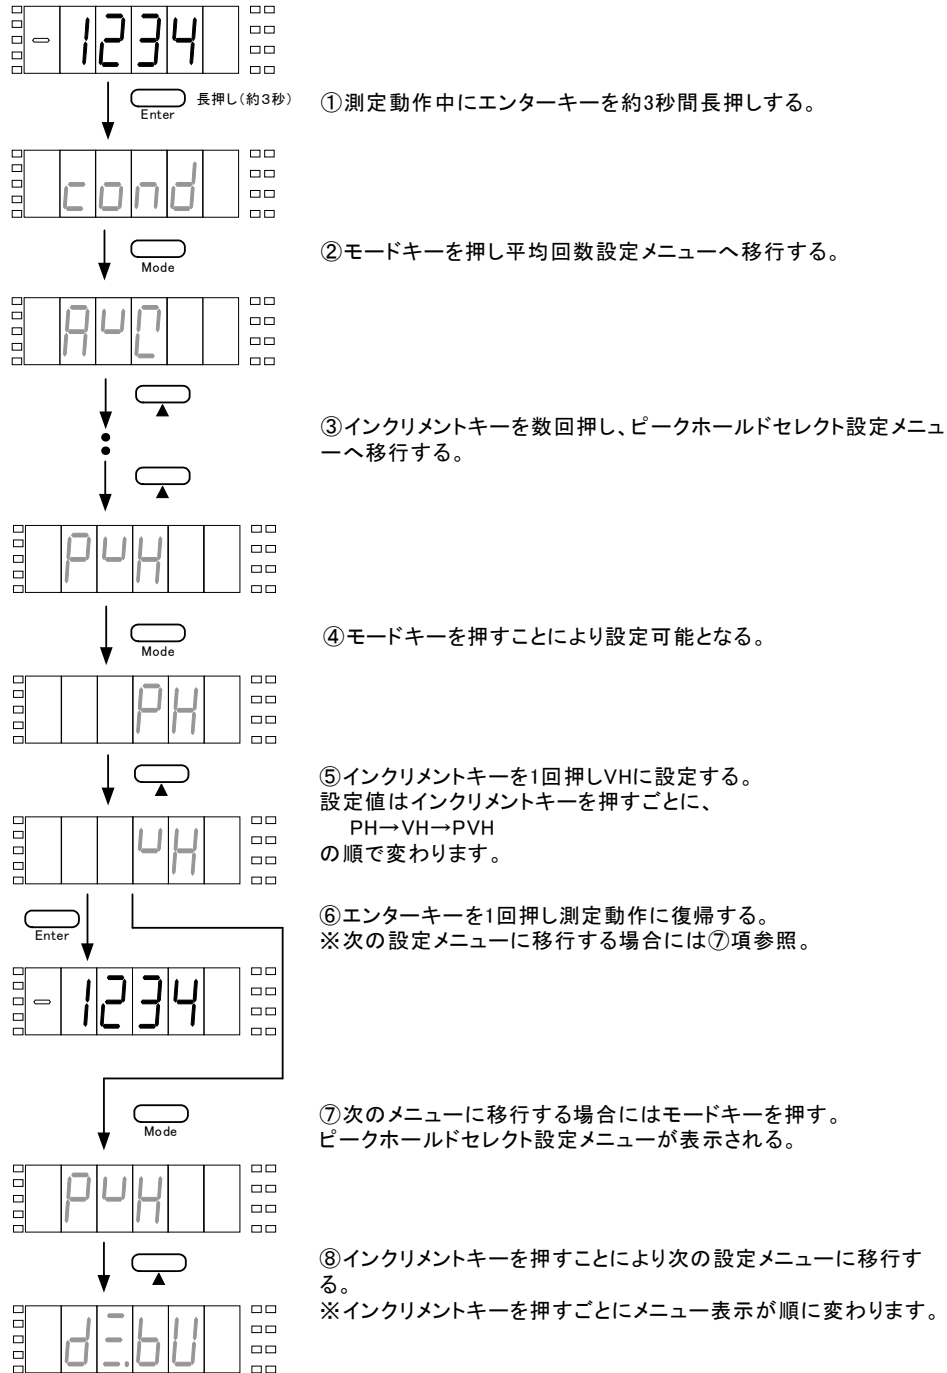 - 1234
長押し(約3秒)
Enter
①測定動作中にエンターキーを約3秒間長押しする。
cond
Mode
②モードキーを押し平均回数設定メニューへ移行する。
③インクリメントキーを数回押し、ピークホールドセレクト設定メニュ
ーへ移行する。
PVH
Mode
④モードキーを押すことにより設定可能となる。
PH
⑤インクリメントキーを1回押しVHに設定する。
設定値はインクリメントキーを押すごとに、
PH→VH→PVH
の順で変わります。
VH
Enter
⑥エンターキーを1回押し測定動作に復帰する。
※次の設定メニューに移行する場合には⑦項参照。
- 1234
Mode
⑦次のメニューに移行する場合にはモードキーを押す。
ピークホールドセレクト設定メニューが表示される。
PVH
⑧インクリメントキーを押すことにより次の設定メニューに移行す
る。
※インクリメントキーを押すごとにメニュー表示が順に変わります。